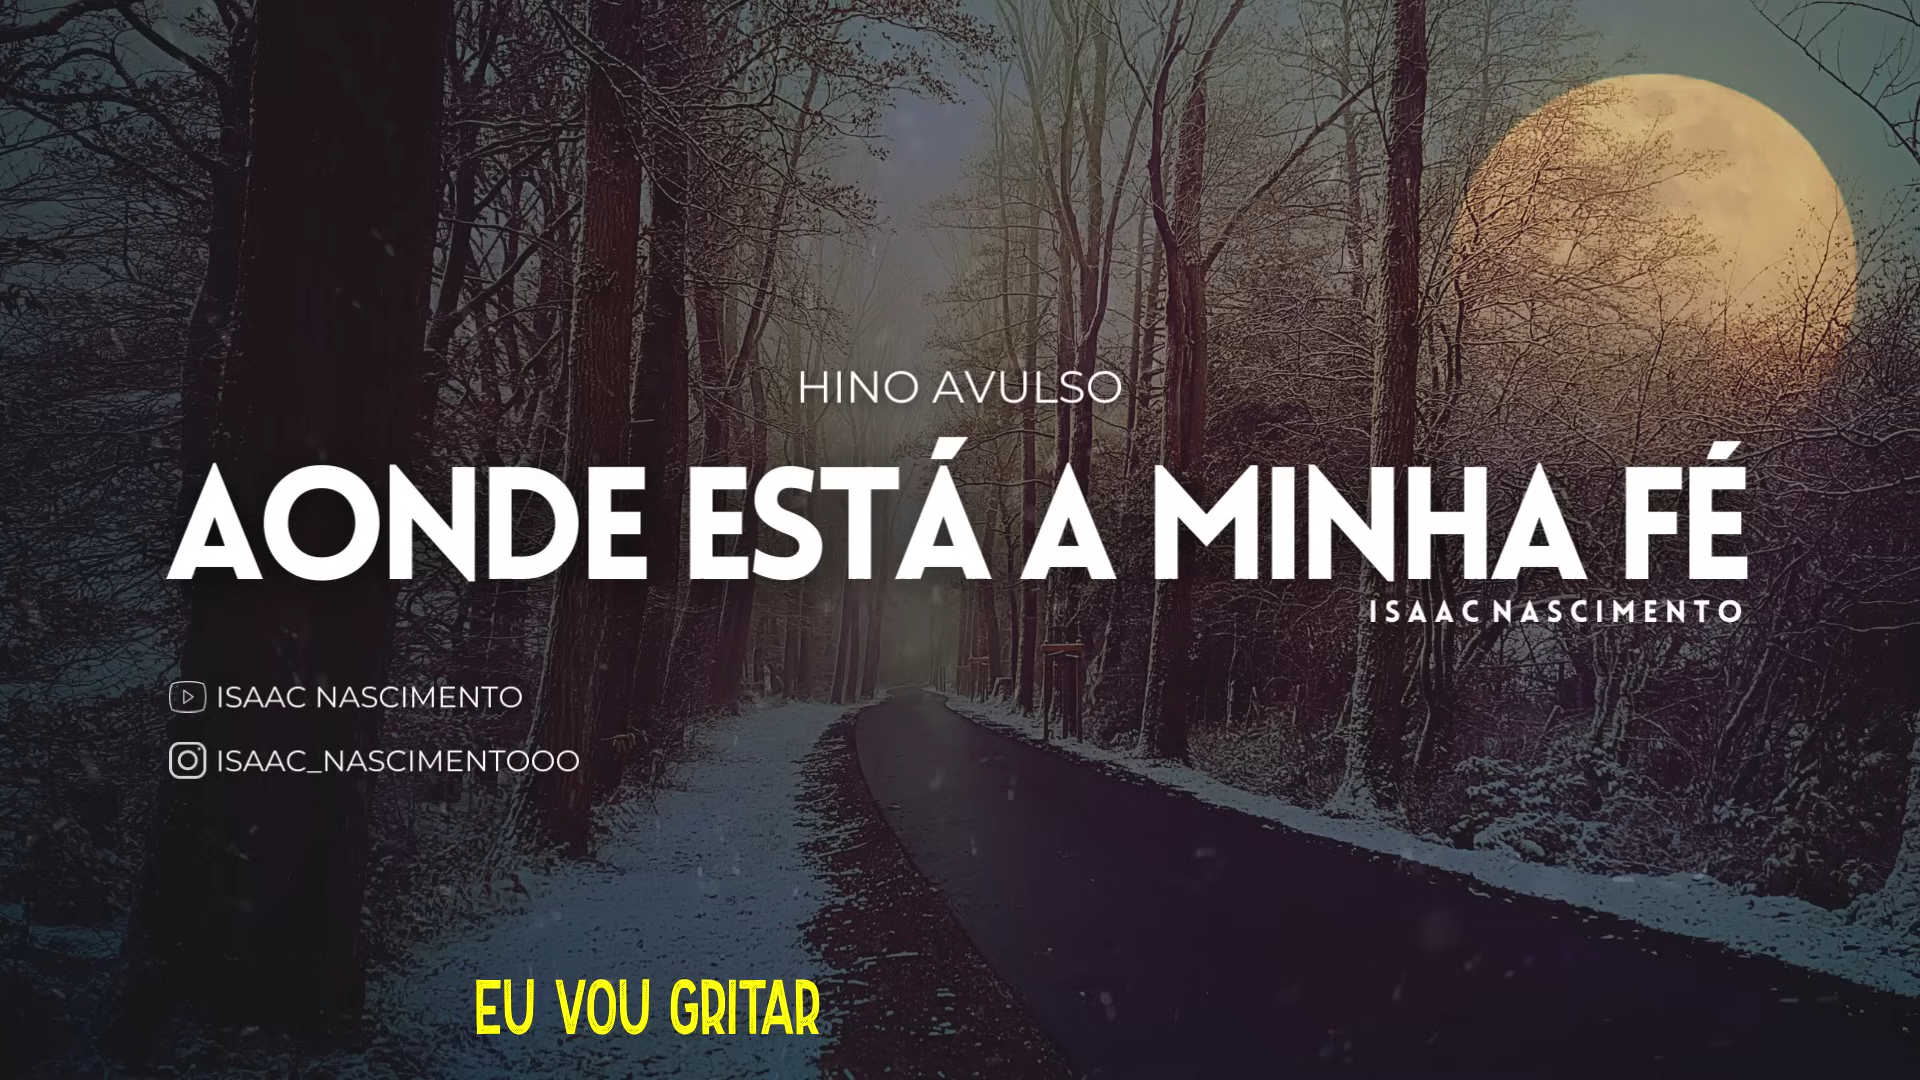 HINO AVULSO
AONDE ESTÁ A MINHA FÉ
ISAAC NASCIMENTO
ISAAC NASCIMENTO
ISAAC_NASCIMENTOOO
EU VOU GRITAR